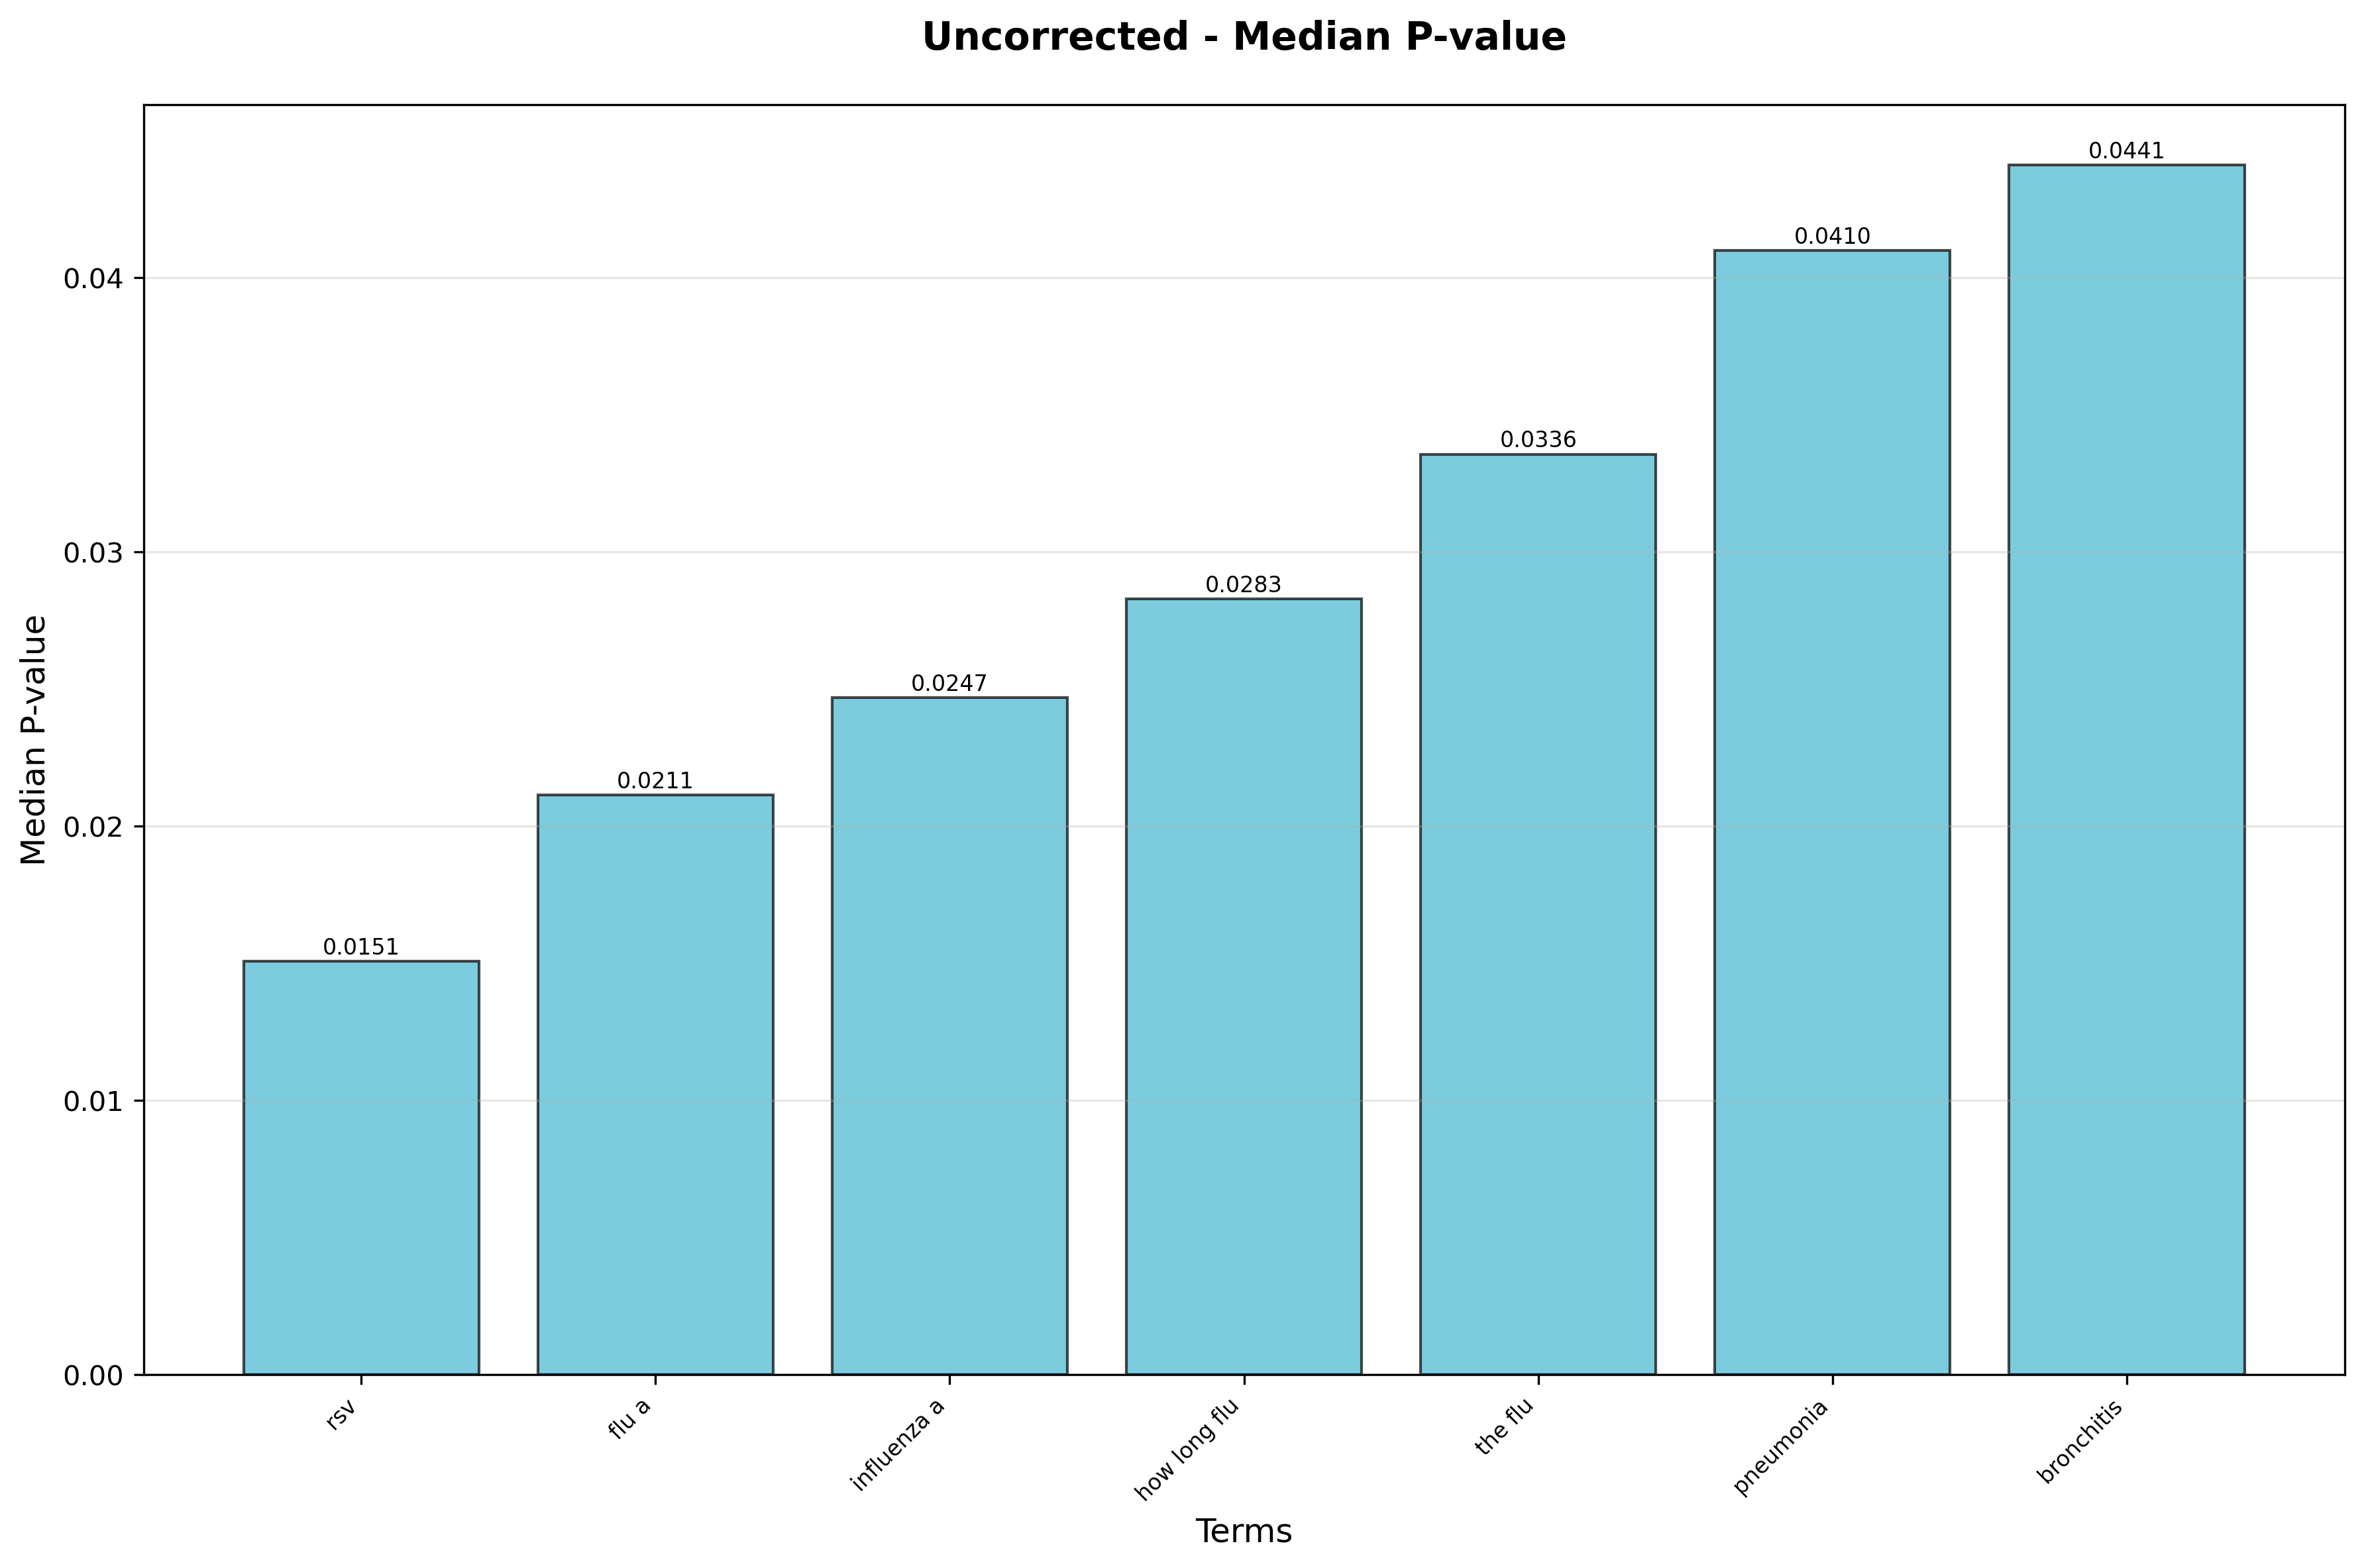 Uncorrected - Median P-value
Median P-value
0.04
0.03
0.02
0.01
0.00
0.0151
0.0211
0.0247
0.0283
0.0336
0.0410
0.0441
rsv
flu a
influenza a
how long flu
the flu
pneumonia
bronchitis
Terms